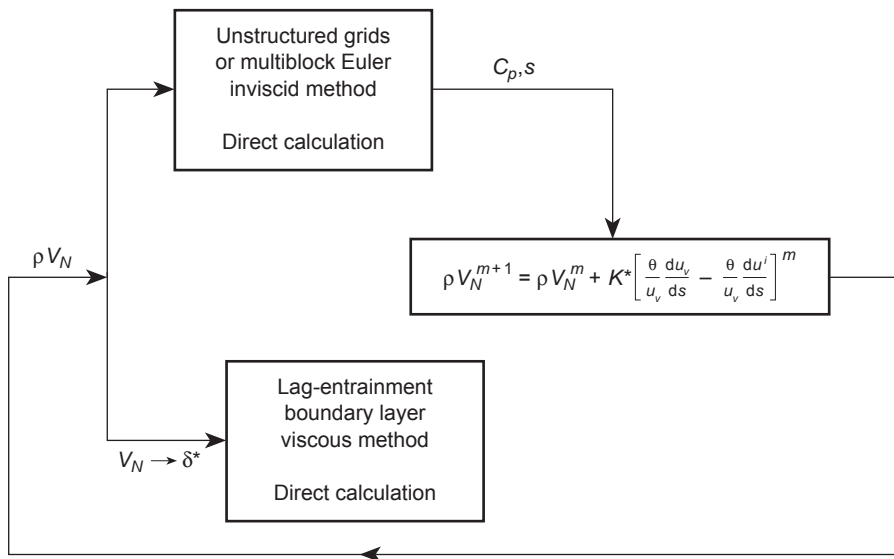 Unstructured grids
or multiblock Euler
inviscid method
Direct calculation
C_p,s
ρV_N
ρV_N^{m+1} = ρV_N^m + K*[θ/u_v du_v/ds − θ/u_v du^i/ds]^m
Lag-entrainment
boundary layer
viscous method
Direct calculation
V_N → δ*